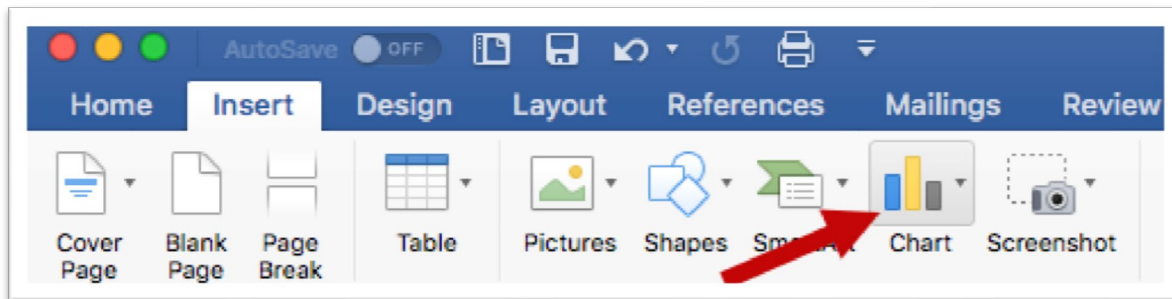 AutoSave OFF
Home Insert Design Layout References Mailings Review
Cover Blank Page Table Pictures Shapes Chart Screenshot
Page Page Break